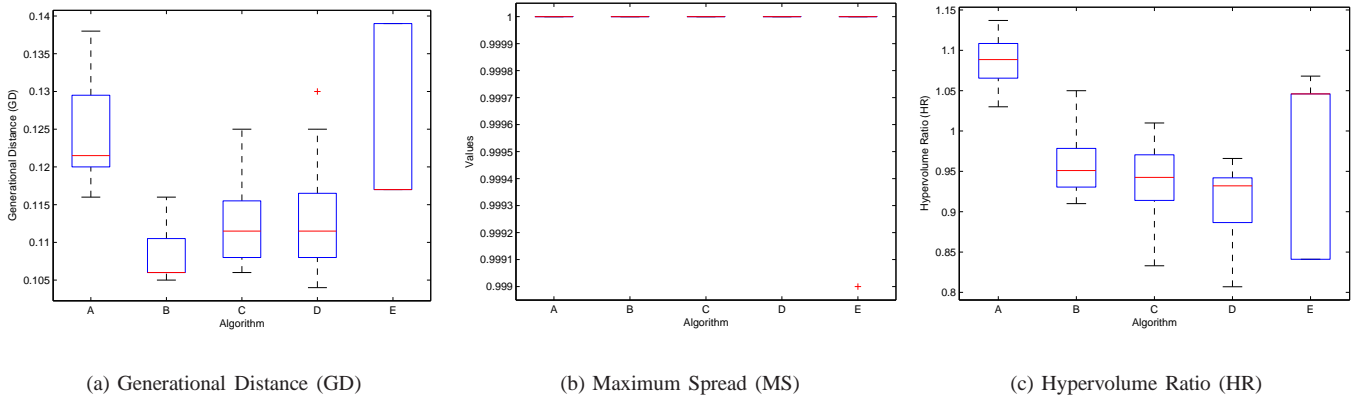 0.14
0.135
0.13
0.125
0.12
0.115
0.11
0.105
Generational Distance (GD)
A B C D E
Algorithm
1
0.9999
0.9998
0.9997
0.9996
0.9995
0.9994
0.9993
0.9992
0.9991
0.999
Values
A B C D E
Algorithm
1.15
1.1
1.05
1
0.95
0.9
0.85
0.8
Hypervolume Ratio (HR)
A B C D E
Algorithm
(a) Generational Distance (GD)
(b) Maximum Spread (MS)
(c) Hypervolume Ratio (HR)